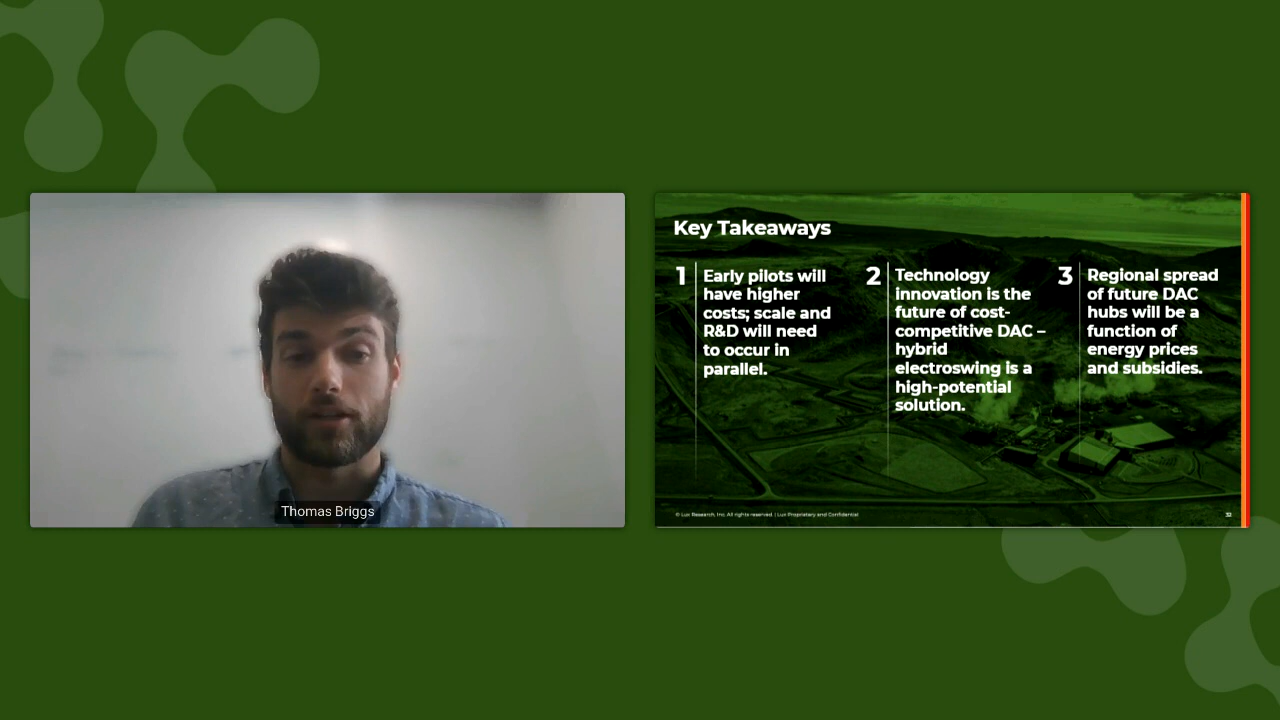 Thomas Briggs
Key Takeaways
1
Early pilots will
have higher
costs; scale and
R&D will need
to occur in
parallel.
2
Technology
innovation is the
future of cost-
competitive DAC –
hybrid
electroswing is a
high-potential
solution.
3
Regional spread
of future DAC
hubs will be a
function of
energy prices
and subsidies.
© Lux Research, Inc. All rights reserved. | Lux Proprietary and Confidential
32